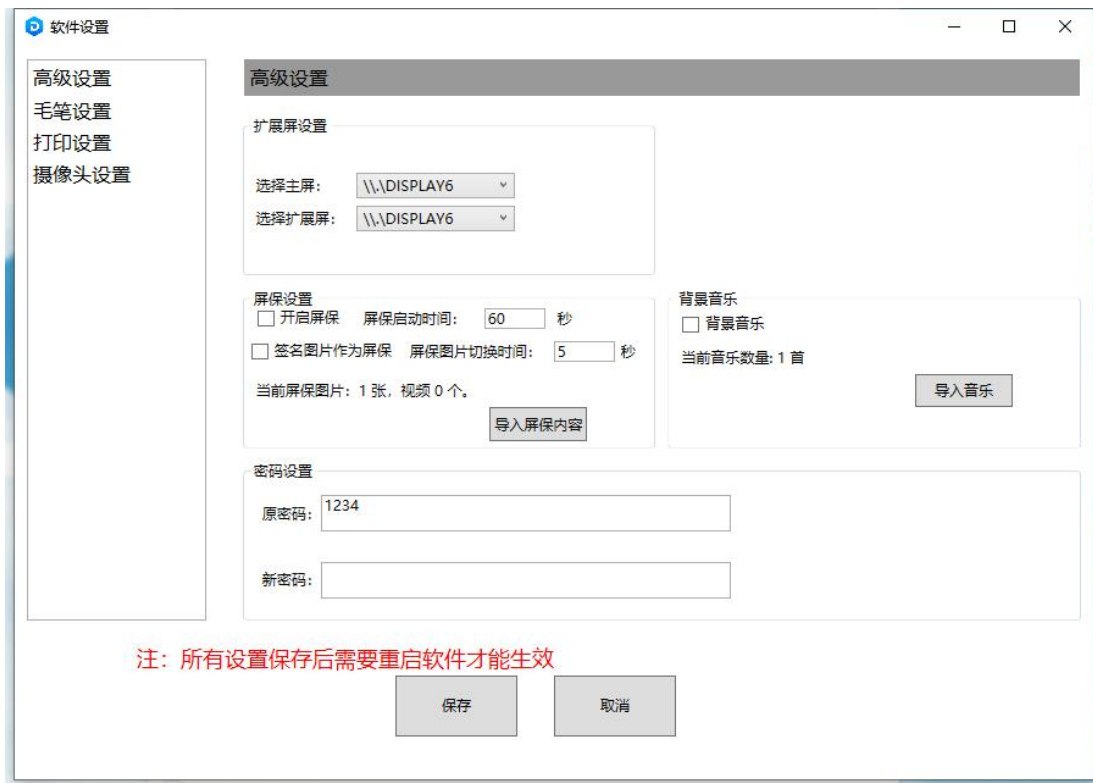 软件设置
高级设置
毛笔设置
打印设置
摄像头设置
高级设置
扩展屏设置
选择主屏: \\.\DISPLAY6
选择扩展屏: \\.\DISPLAY6
屏保设置
开启屏保 屏保启动时间: 60 秒
签名图片作为屏保 屏保图片切换时间: 5 秒
当前屏保图片: 1 张, 视频 0 个。
导入屏保内容
背景音乐
背景音乐
当前音乐数量: 1 首
导入音乐
密码设置
原密码: 1234
新密码:
注: 所有设置保存后需要重启软件才能生效
保存 取消